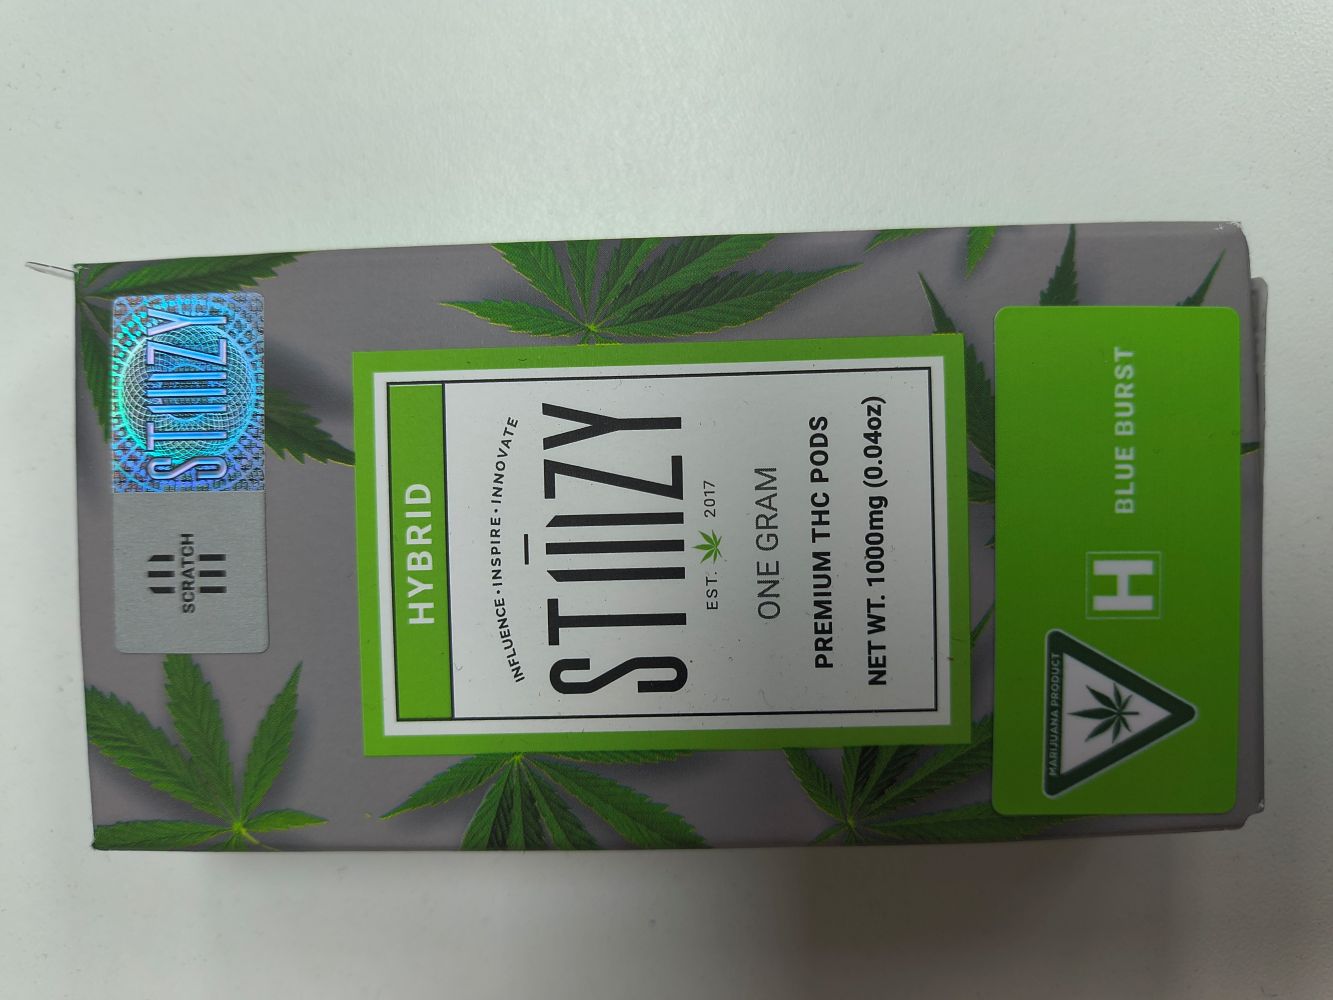 STIIIZY
SCRATCH
HYBRID
INFLUENCE • INSPIRE • INNOVATE
STIIIZY
EST. 2017
ONE GRAM
PREMIUM THC PODS
NET WT. 1000mg (0.04oz)
MARIJUANA PRODUCT
H
BLUE BURST